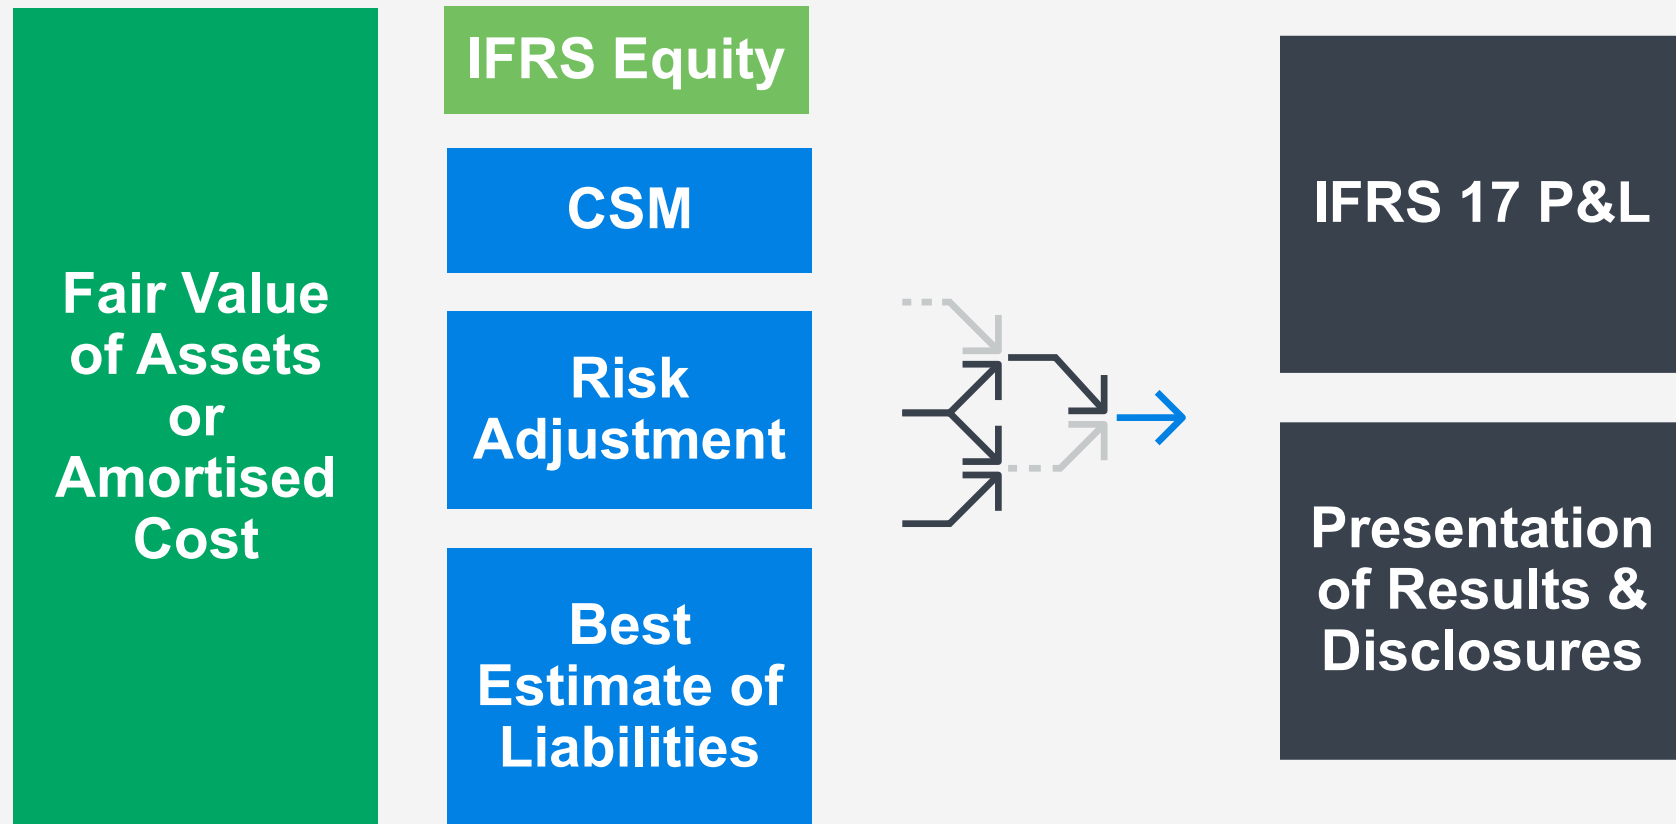 Fair Value
of Assets
or
Amortised
Cost
IFRS Equity
CSM
Risk
Adjustment
Best
Estimate of
Liabilities
IFRS 17 P&L
Presentation
of Results &
Disclosures